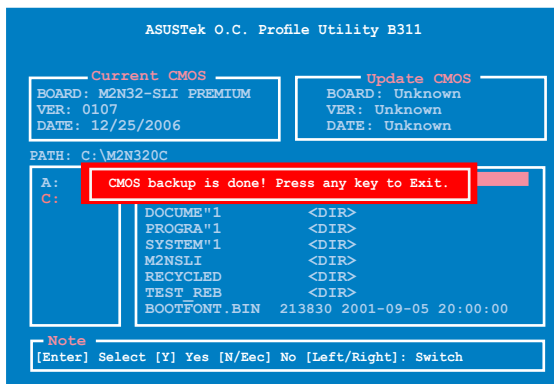 ASUSTek O.C. Profile Utility B311
Current CMOS
BOARD: M2N32-SLI PREMIUM
VER: 0107
DATE: 12/25/2006
Update CMOS
BOARD: Unknown
VER: Unknown
DATE: Unknown
PATH: C:\M2N320C
A:
C:
CMOS backup is done! Press any key to Exit.
DOCUME"1 <DIR>
PROGRA"1 <DIR>
SYSTEM"1 <DIR>
M2NSLI <DIR>
RECYCLED <DIR>
TEST_REB <DIR>
BOOTFONT.BIN 213830 2001-09-05 20:00:00
Note
[Enter] Select [Y] Yes [N/Eec] No [Left/Right]: Switch